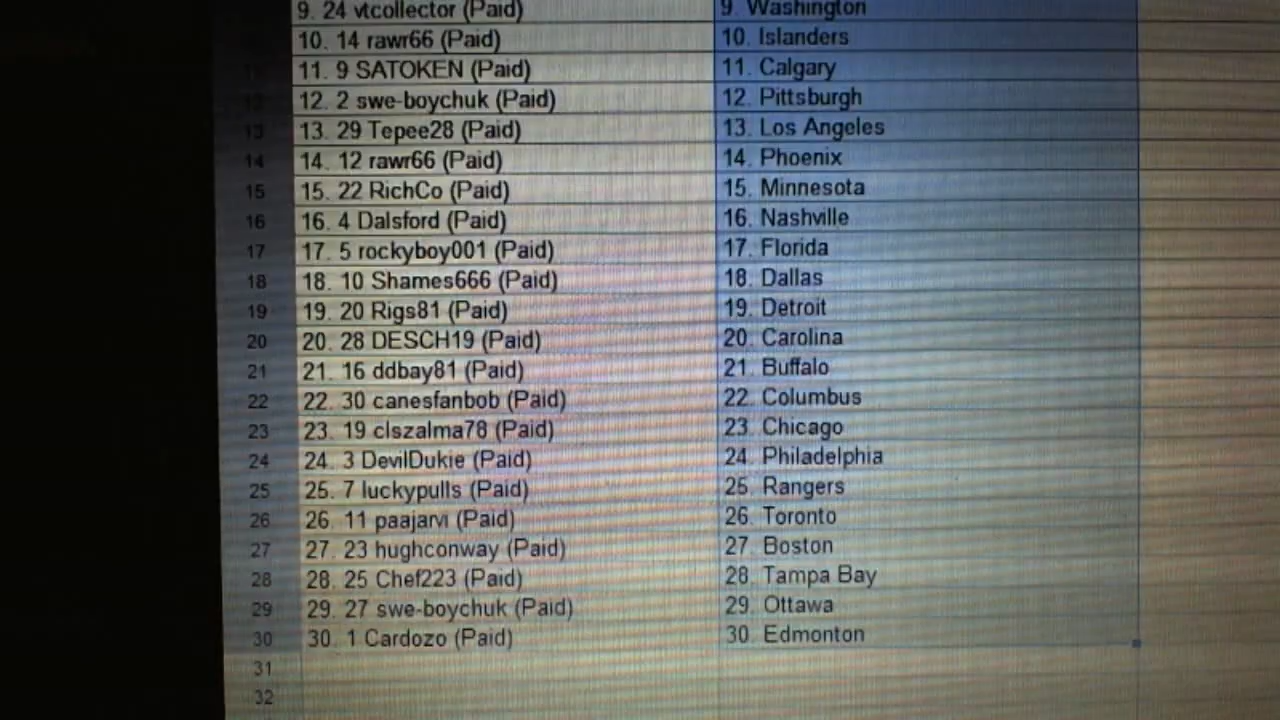 9. 24 vtcollector (Paid) 9. Washington
10. 14 rawr66 (Paid) 10. Islanders
11 11. 9 SATOKEN (Paid) 11. Calgary
12 12. 2 swe-boychuk (Paid) 12. Pittsburgh
13 13. 29 Tepee28 (Paid) 13. Los Angeles
14 14. 12 rawr66 (Paid) 14. Phoenix
15 15. 22 RichCo (Paid) 15. Minnesota
16 16. 4 Dalsford (Paid) 16. Nashville
17 17. 5 rockyboy001 (Paid) 17. Florida
18 18. 10 Shames666 (Paid) 18. Dallas
19 19. 20 Rigs81 (Paid) 19. Detroit
20 20. 28 DESCH19 (Paid) 20. Carolina
21 21. 16 ddbay81 (Paid) 21. Buffalo
22 22. 30 canesfanbob (Paid) 22. Columbus
23 23. 19 clszalma78 (Paid) 23. Chicago
24 24. 3 DevilDukie (Paid) 24. Philadelphia
25 25. 7 luckypulls (Paid) 25. Rangers
26 26. 11 paajarvi (Paid) 26. Toronto
27 27. 23 hughconway (Paid) 27. Boston
28 28. 25 Chef223 (Paid) 28. Tampa Bay
29 29. 27 swe-boychuk (Paid) 29. Ottawa
30 30. 1 Cardozo (Paid) 30. Edmonton
31
32